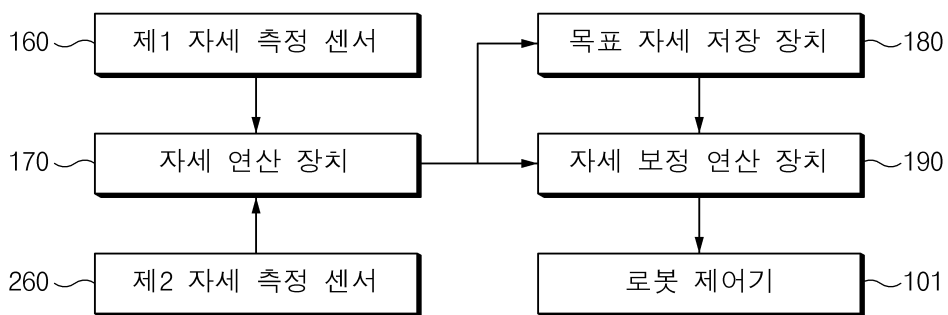 160 제1 자세 측정 센서
목표 자세 저장 장치 180
170 자세 연산 장치
자세 보정 연산 장치 190
260 제2 자세 측정 센서
로봇 제어기 101